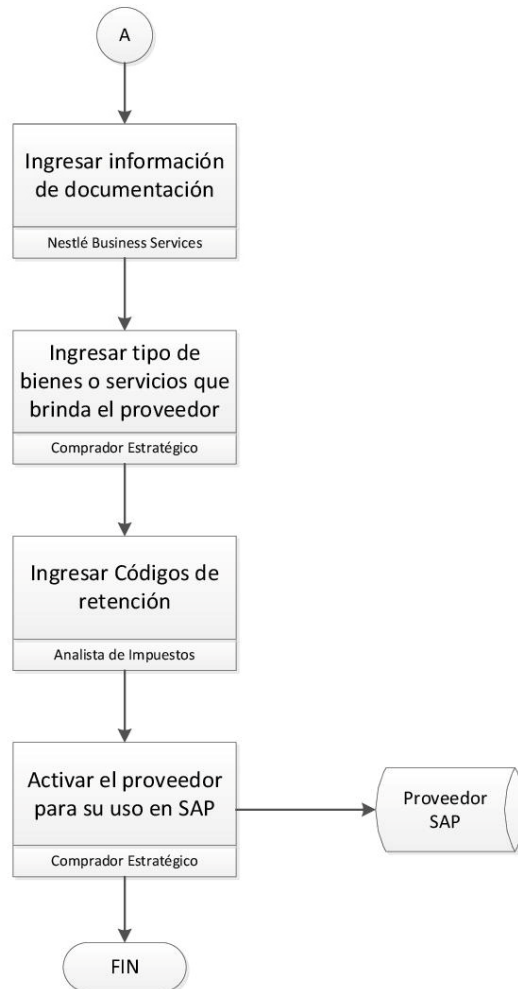 A
Ingresar información
de documentación
Nestlé Business Services
Ingresar tipo de
bienes o servicios que
brinda el proveedor
Comprador Estratégico
Ingresar Códigos de
retención
Analista de Impuestos
Activar el proveedor
para su uso en SAP
Comprador Estratégico
Proveedor
SAP
FIN